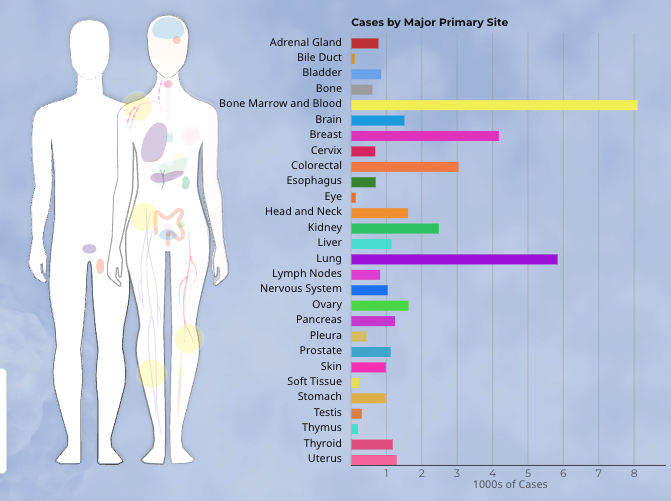 Cases by Major Primary Site
Adrenal Gland
Bile Duct
Bladder
Bone
Bone Marrow and Blood
Brain
Breast
Cervix
Colorectal
Esophagus
Eye
Head and Neck
Kidney
Liver
Lung
Lymph Nodes
Nervous System
Ovary
Pancreas
Pleura
Prostate
Skin
Soft Tissue
Stomach
Testis
Thymus
Thyroid
Uterus
1 2 3 4 5 6 7 8
1000s of Cases